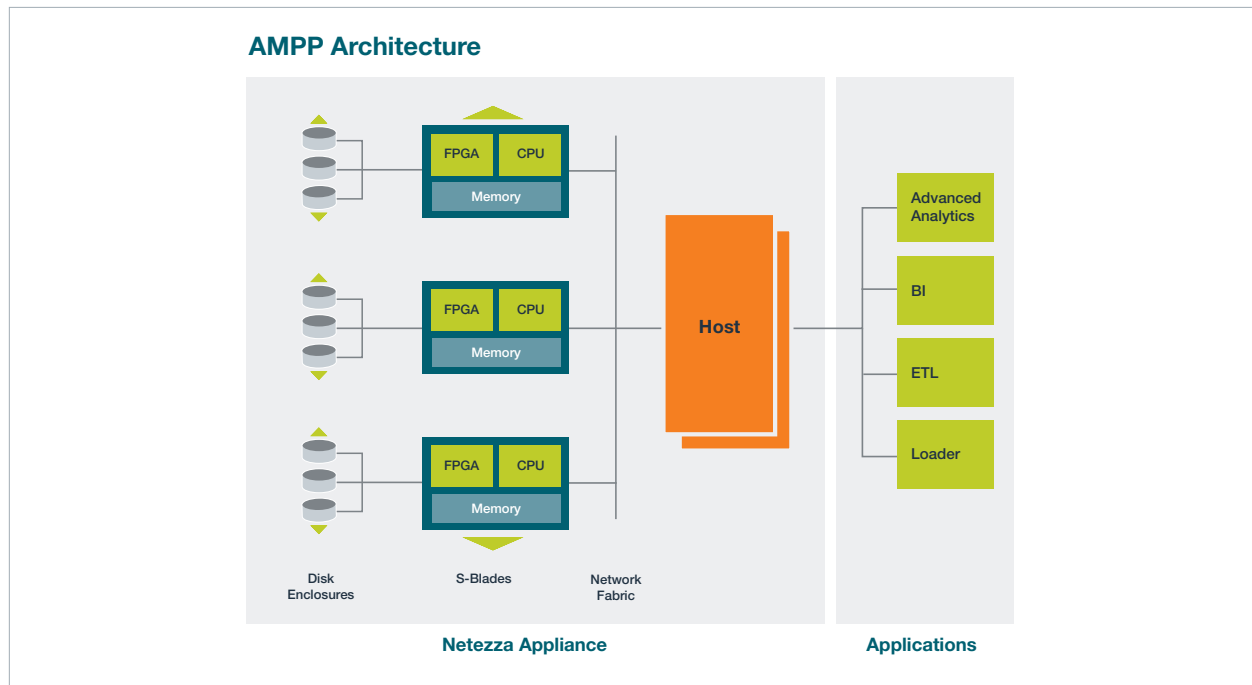 AMPP Architecture
FPGA
CPU
Memory
FPGA
CPU
Memory
FPGA
CPU
Memory
Host
Advanced
Analytics
BI
ETL
Loader
Disk
Enclosures
S-Blades
Network
Fabric
Netezza Appliance
Applications